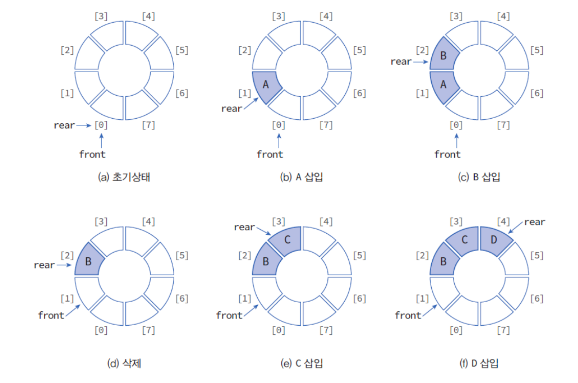 [3] [4]
[2] [5]
[1] [6]
rear [0] [7]
front
(a) 초기상태
[3] [4]
[2] [5]
A
[1] [6]
rear
[0] [7]
front
(b) A 삽입
[3] [4]
[2] B [5]
rear
A
[1] [6]
[0] [7]
front
(c) B 삽입
[3] [4]
[2] [5]
rear B
[1] [6]
front
[0] [7]
(d) 삭제
[3] [4]
rear
C
[2] [5]
B
[1] [6]
front
[0] [7]
(e) C 삽입
[3] [4]
rear
C D
[2] [5]
B
[1] [6]
front
[0] [7]
(f) D 삽입